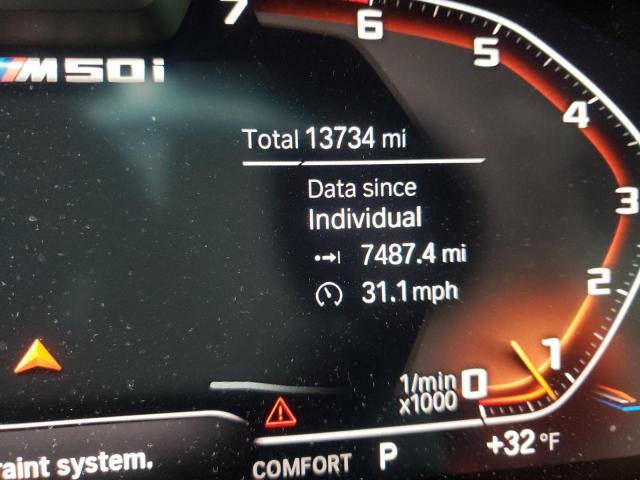 7 6 5 4 3 2 1 0
M50i
Total 13734 mi
Data since
Individual
7487.4 mi
31.1 mph
1/min
x1000
+32 °F
raint system.
COMFORT P